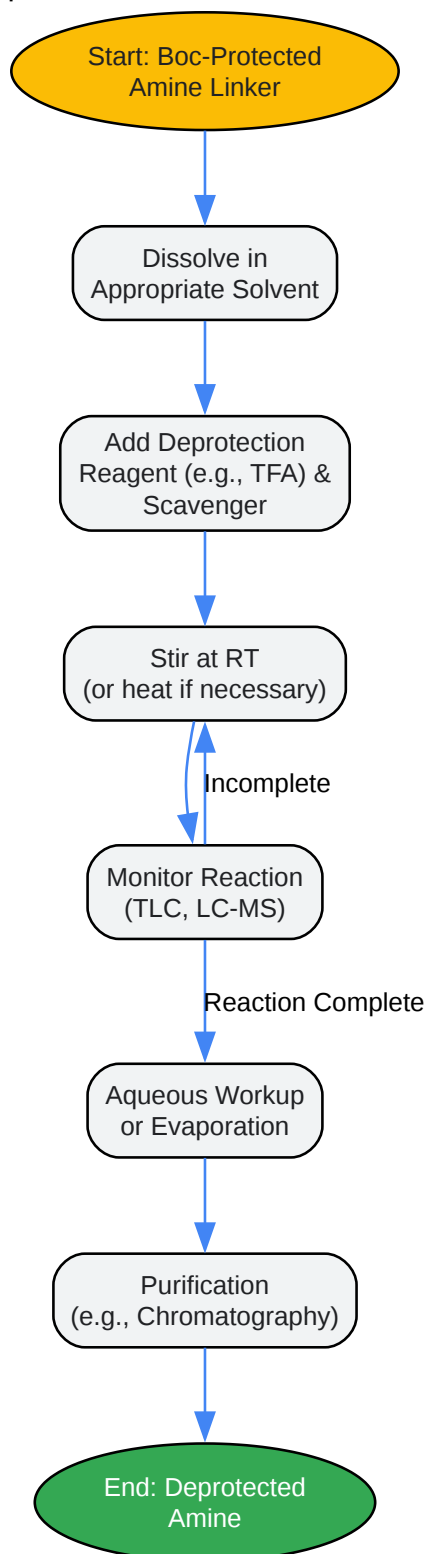 Start: Boc-Protected
Amine Linker
Dissolve in
Appropriate Solvent
Add Deprotection
Reagent (e.g., TFA) &
Scavenger
Stir at RT
(or heat if necessary)
Incomplete
Monitor Reaction
(TLC, LC-MS)
Reaction Complete
Aqueous Workup
or Evaporation
Purification
(e.g., Chromatography)
End: Deprotected
Amine